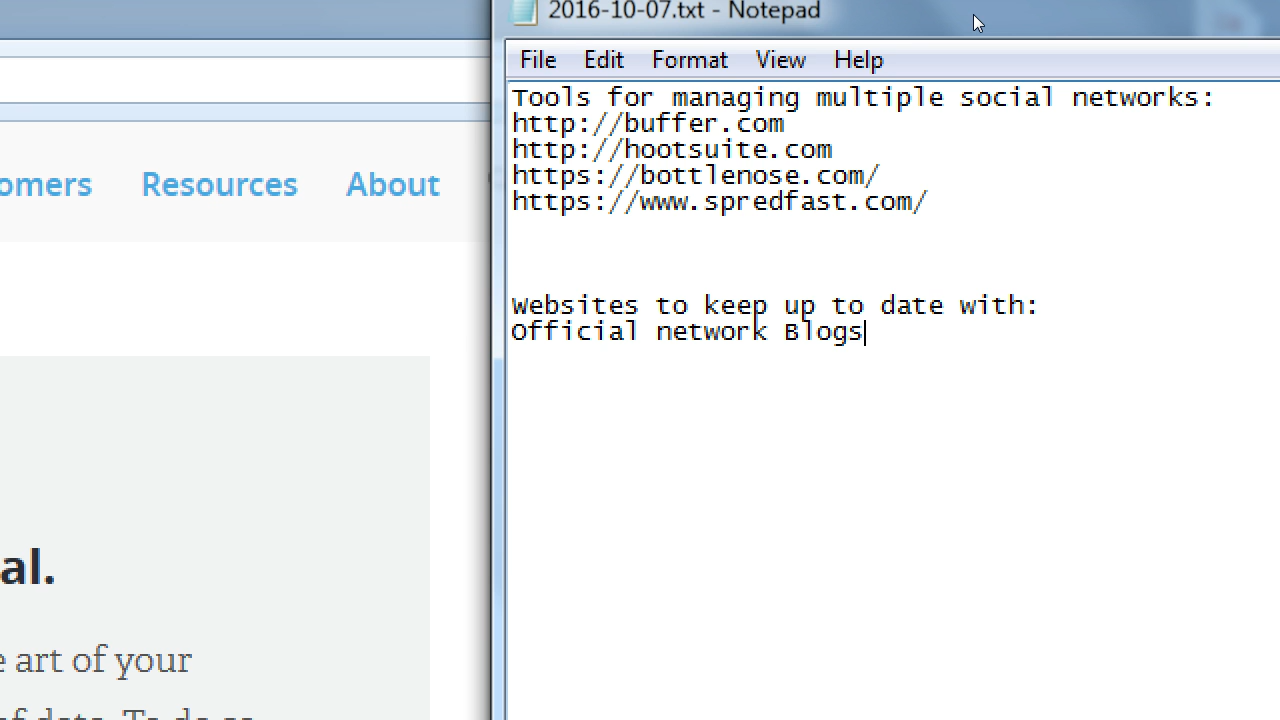 2016-10-07.txt - Notepad
File Edit Format View Help
Tools for managing multiple social networks:
http://buffer.com
http://hootsuite.com
https://bottlenose.com/
https://www.spredfast.com/
Websites to keep up to date with:
Official network Blogs
omers Resources About
al.
e art of your